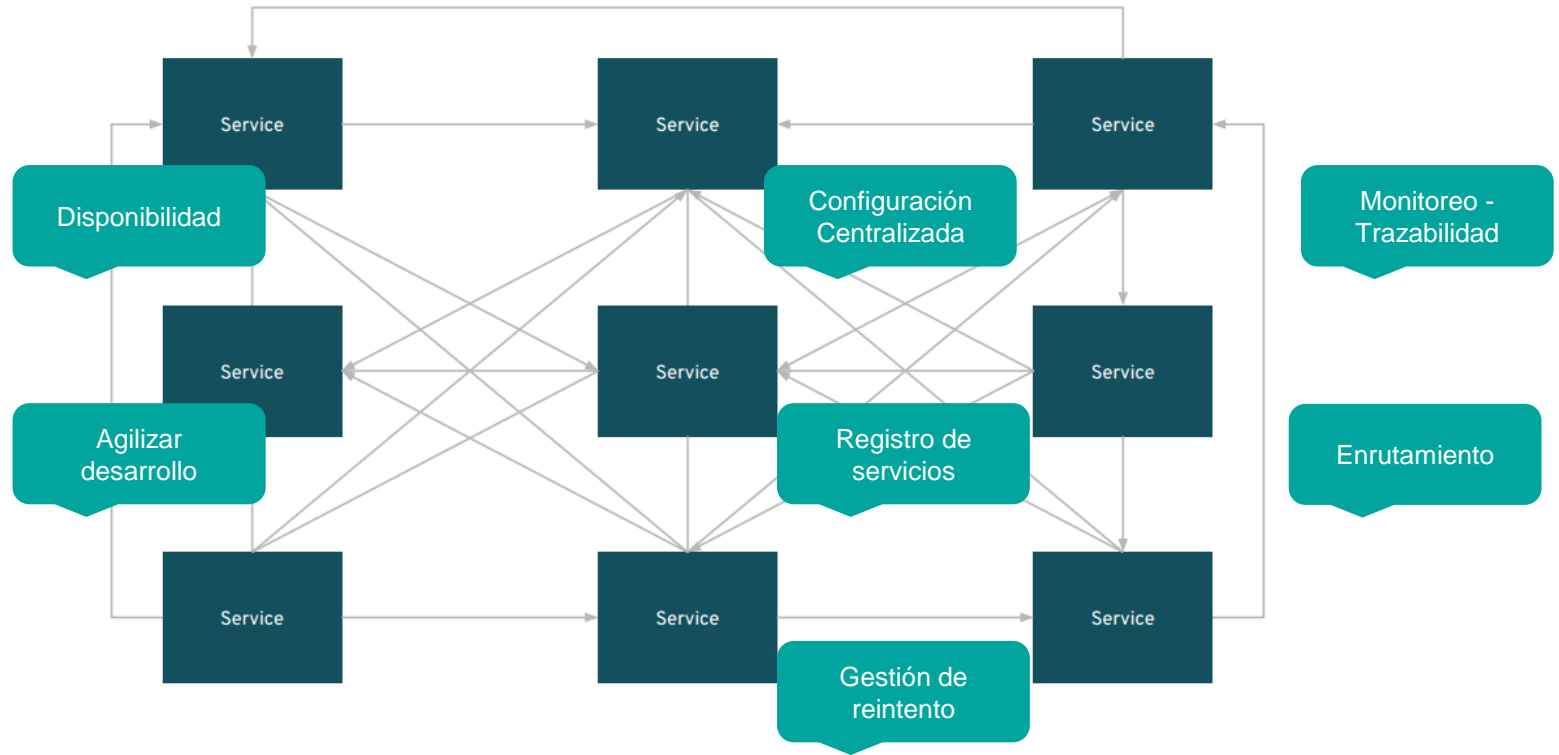 Service
Service
Service
Disponibilidad
Configuración
Centralizada
Monitoreo -
Trazabilidad
Service
Service
Service
Agilizar
desarrollo
Registro de
servicios
Enrutamiento
Service
Service
Service
Gestión de
reintento